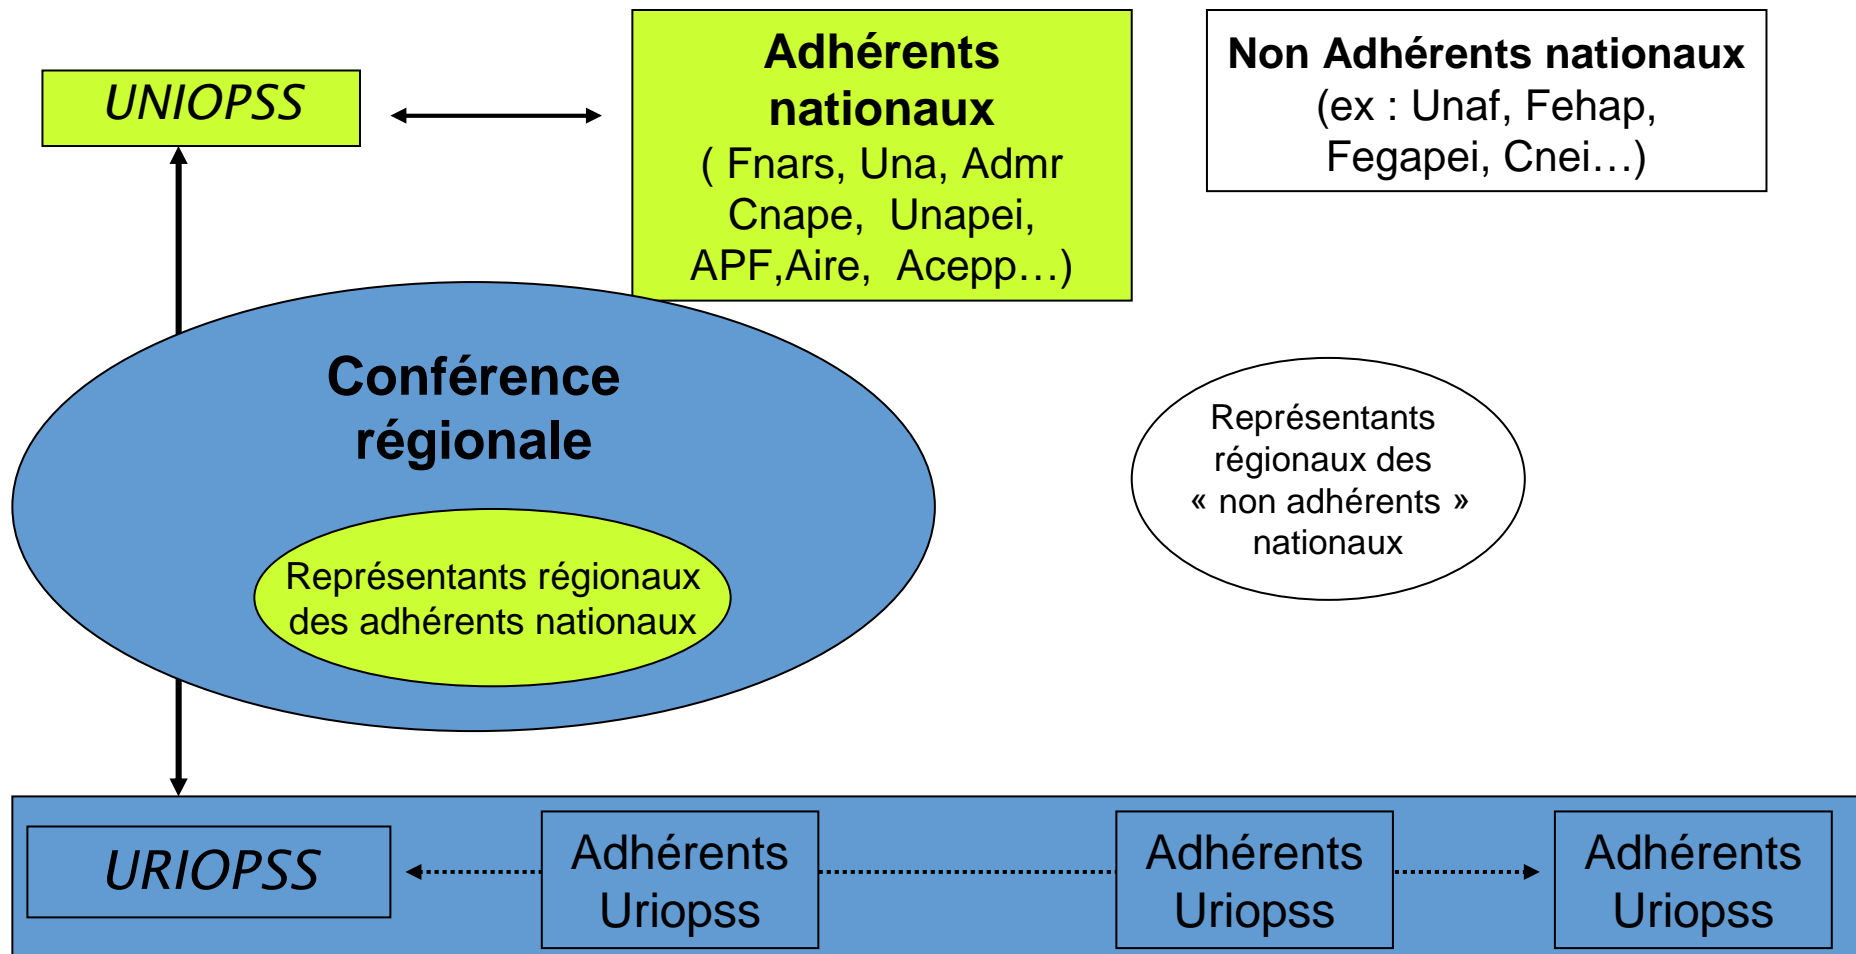 UNIOPSS
Adhérents
nationaux
( Fnars, Una, Admr
Cnape, Unapei,
APF,Aire, Acepp…)
Non Adhérents nationaux
(ex : Unaf, Fehap,
Fegapei, Cnei…)
Conférence
régionale
Représentants régionaux
des adhérents nationaux
Représentants
régionaux des
« non adhérents »
nationaux
URIOPSS
Adhérents
Uriopss
Adhérents
Uriopss
Adhérents
Uriopss